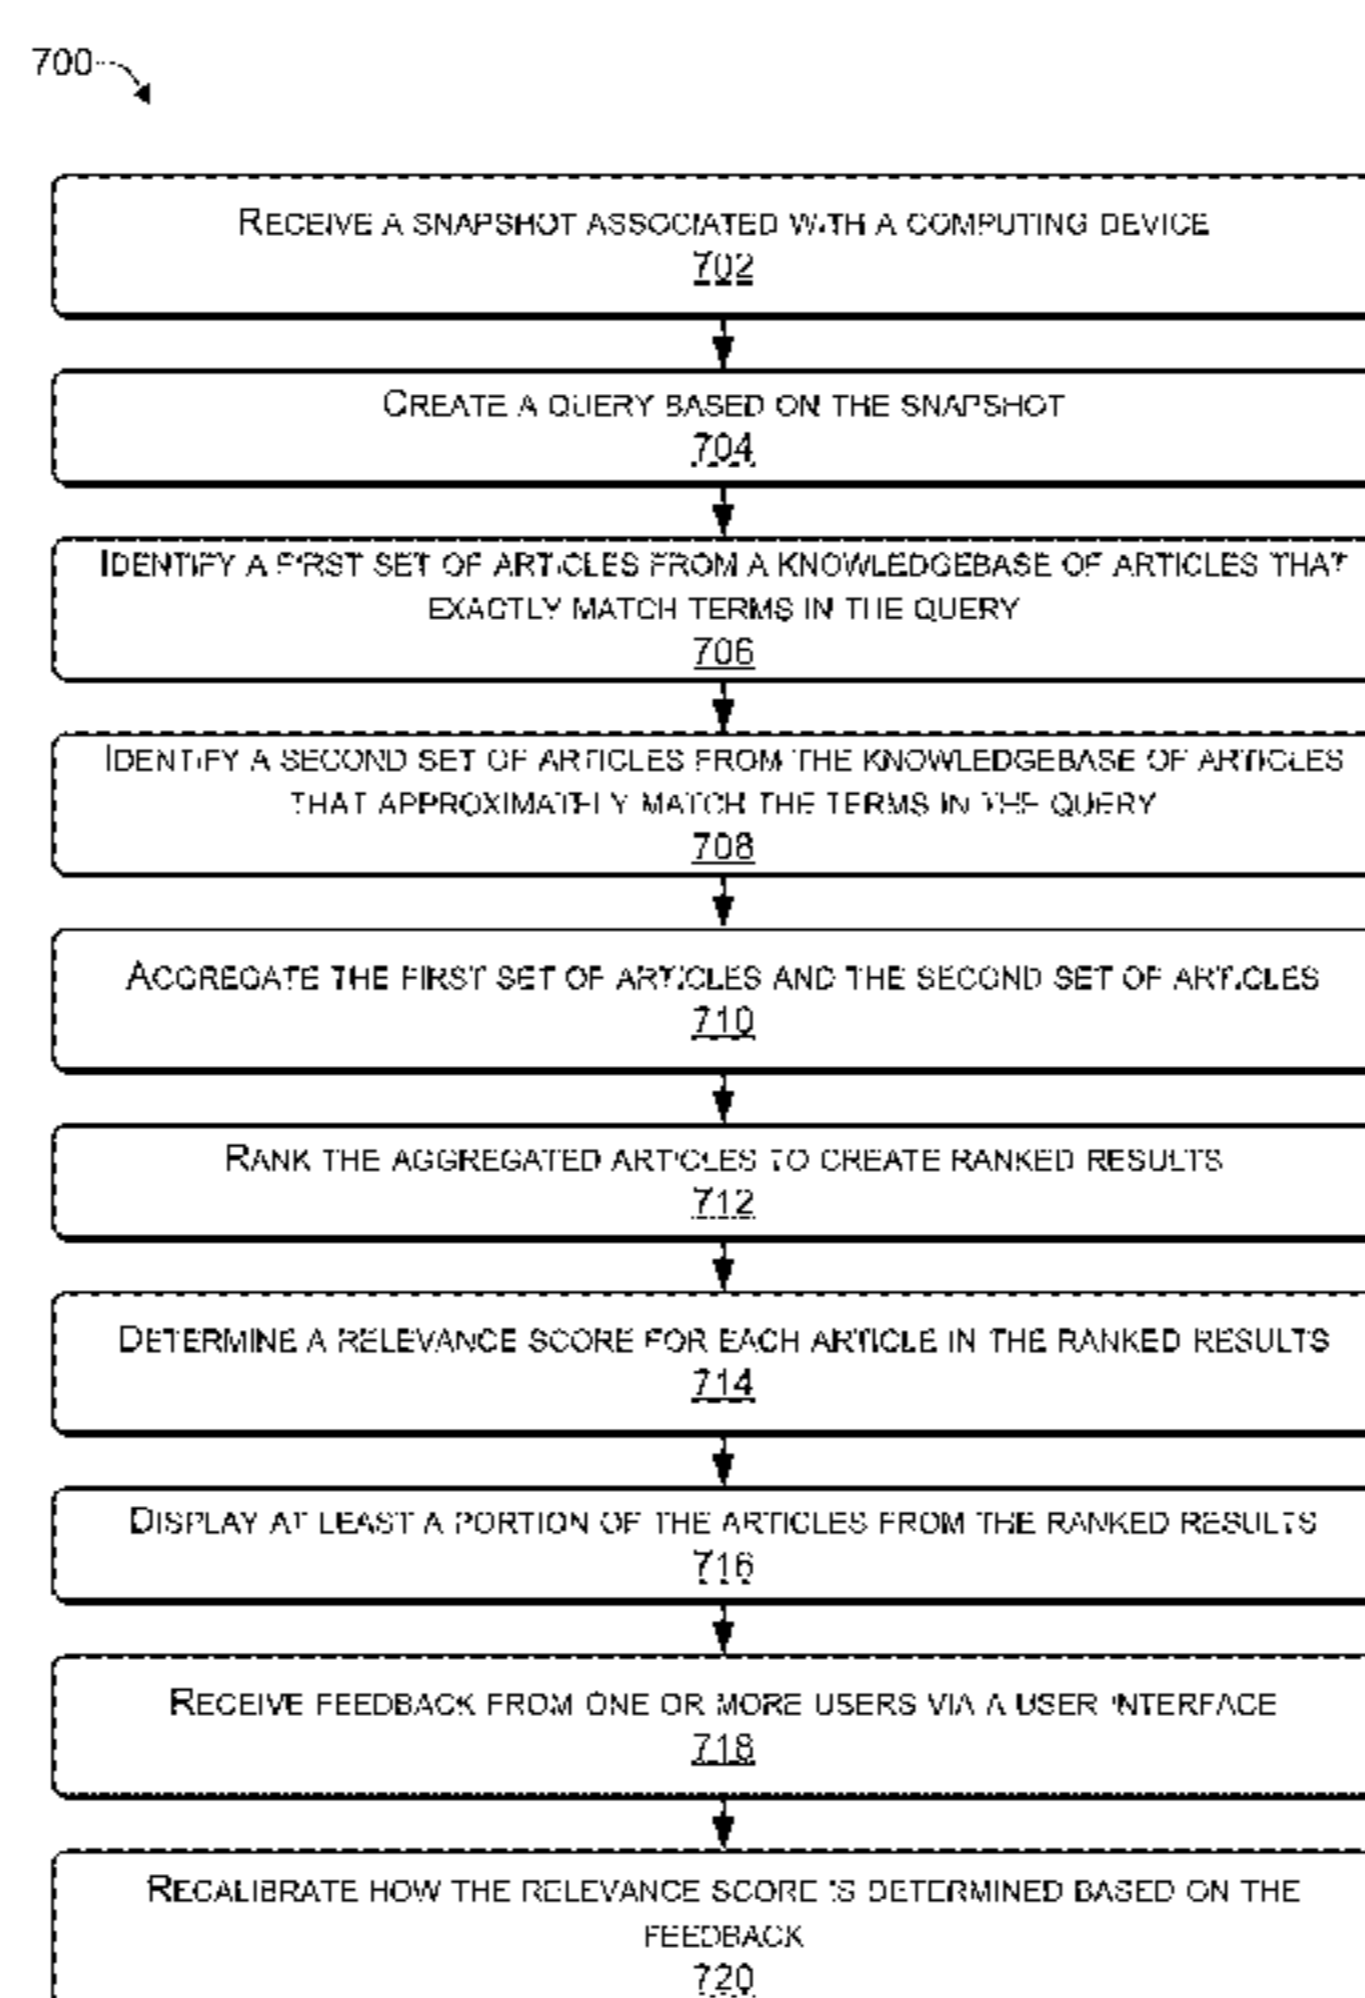 700
RECEIVE A SNAPSHOT ASSOCIATED WITH A COMPUTING DEVICE
702
CREATE A QUERY BASED ON THE SNAPSHOT
704
IDENTIFY A FIRST SET OF ARTICLES FROM A KNOWLEDGEBASE OF ARTICLES THAT
EXACTLY MATCH TERMS IN THE QUERY
706
IDENTIFY A SECOND SET OF ARTICLES FROM THE KNOWLEDGEBASE OF ARTICLES
THAT APPROXIMATELY MATCH THE TERMS IN THE QUERY
708
AGGREGATE THE FIRST SET OF ARTICLES AND THE SECOND SET OF ARTICLES
710
RANK THE AGGREGATED ARTICLES TO CREATE RANKED RESULTS
712
DETERMINE A RELEVANCE SCORE FOR EACH ARTICLE IN THE RANKED RESULTS
714
DISPLAY AT LEAST A PORTION OF THE ARTICLES FROM THE RANKED RESULTS
716
RECEIVE FEEDBACK FROM ONE OR MORE USERS VIA A USER INTERFACE
718
RECALIBRATE HOW THE RELEVANCE SCORE IS DETERMINED BASED ON THE
FEEDBACK
720